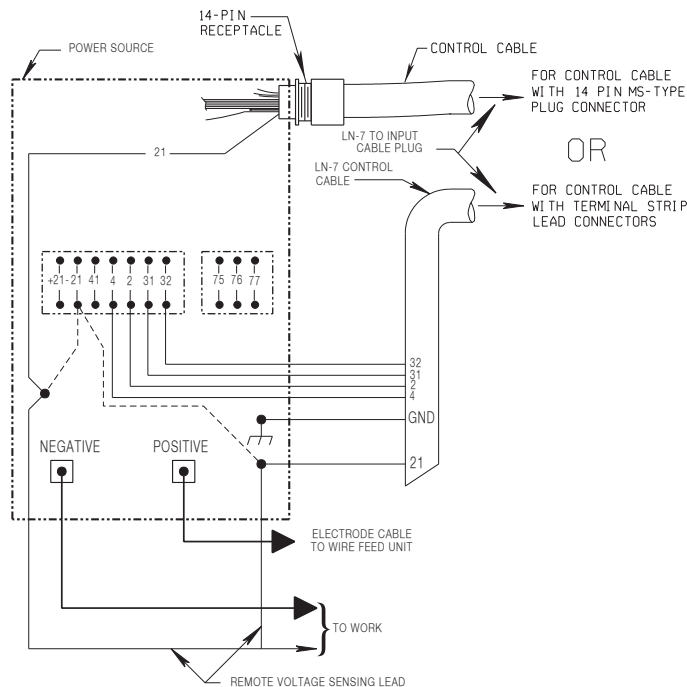 14-PIN
RECEPTACLE
POWER SOURCE
CONTROL CABLE
FOR CONTROL CABLE
WITH 14 PIN MS-TYPE
PLUG CONNECTOR
LN-7 TO INPUT
CABLE PLUG
OR
21
LN-7 CONTROL
CABLE
FOR CONTROL CABLE
WITH TERMINAL STRIP
LEAD CONNECTORS
+21 -21 41 4 2 31 32
75 76 77
32
31
2
4
GND
21
NEGATIVE
POSITIVE
ELECTRODE CABLE
TO WIRE FEED UNIT
TO WORK
REMOTE VOLTAGE SENSING LEAD